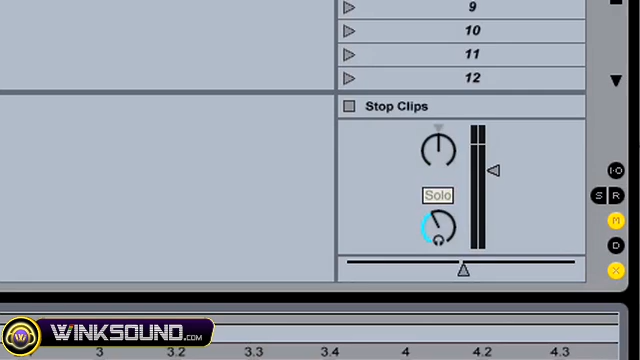 9
10
11
12
Stop Clips
I·O
Solo
S R
M
D
X
WINKSOUND.COM
3 3.2 3.3 3.4 4 4.2 4.3